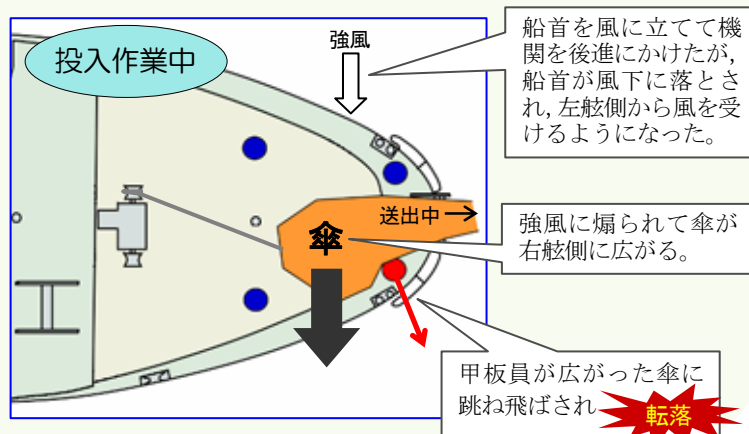 投入作業中
強風
船首を風に立てて機
関を後進にかけたが,
船首が風下に落とさ
れ, 左舷側から風を受
けるようになった。
傘
送出中→
強風に煽られて傘が
右舷側に広がる。
甲板員が広がった傘に
跳ね飛ばされ
転落